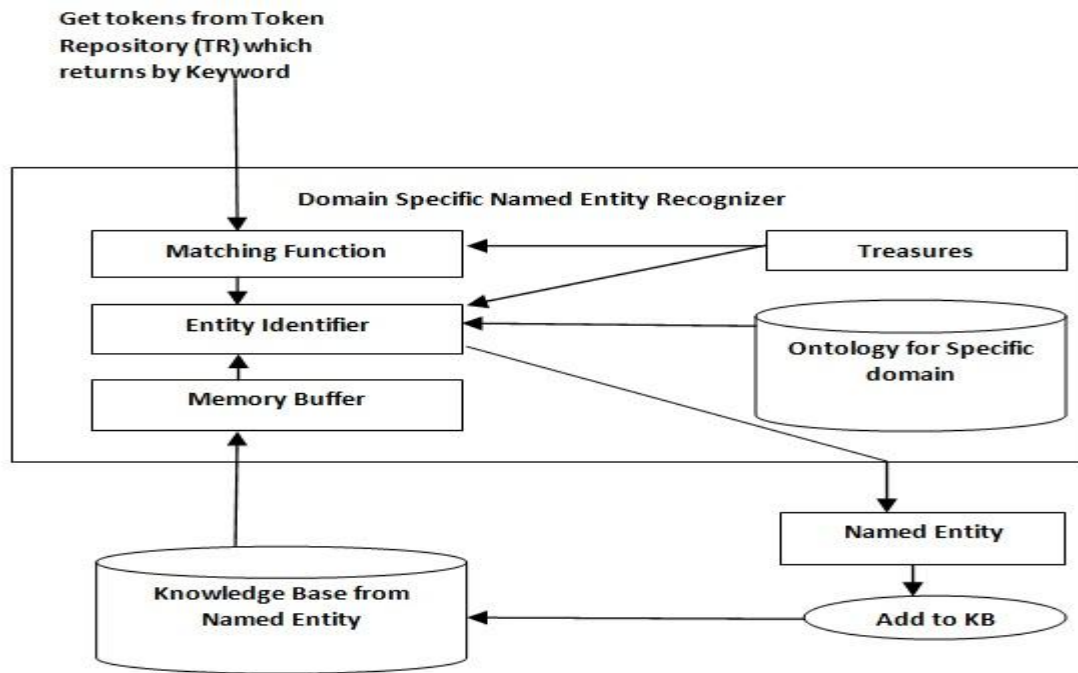 Get tokens from Token
Repository (TR) which
returns by Keyword
Domain Specific Named Entity Recognizer
Matching Function
Treasures
Entity Identifier
Ontology for Specific
domain
Memory Buffer
Named Entity
Knowledge Base from
Named Entity
Add to KB